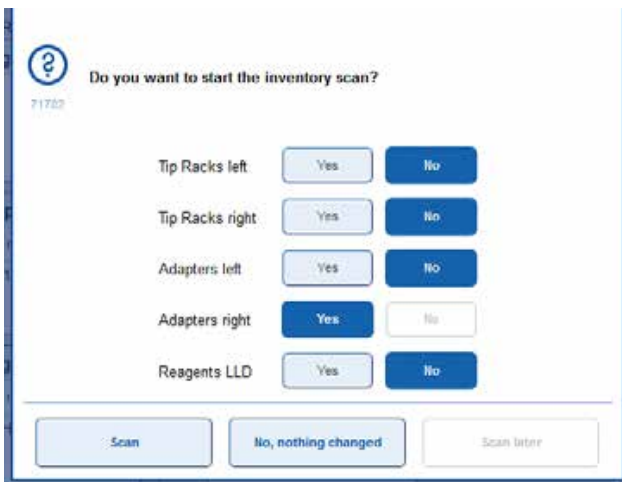 Do you want to start the inventory scan?
71702
Tip Racks left Yes No
Tip Racks right Yes No
Adapters left Yes No
Adapters right Yes No
Reagents LLD Yes No
Scan No, nothing changed Scan later